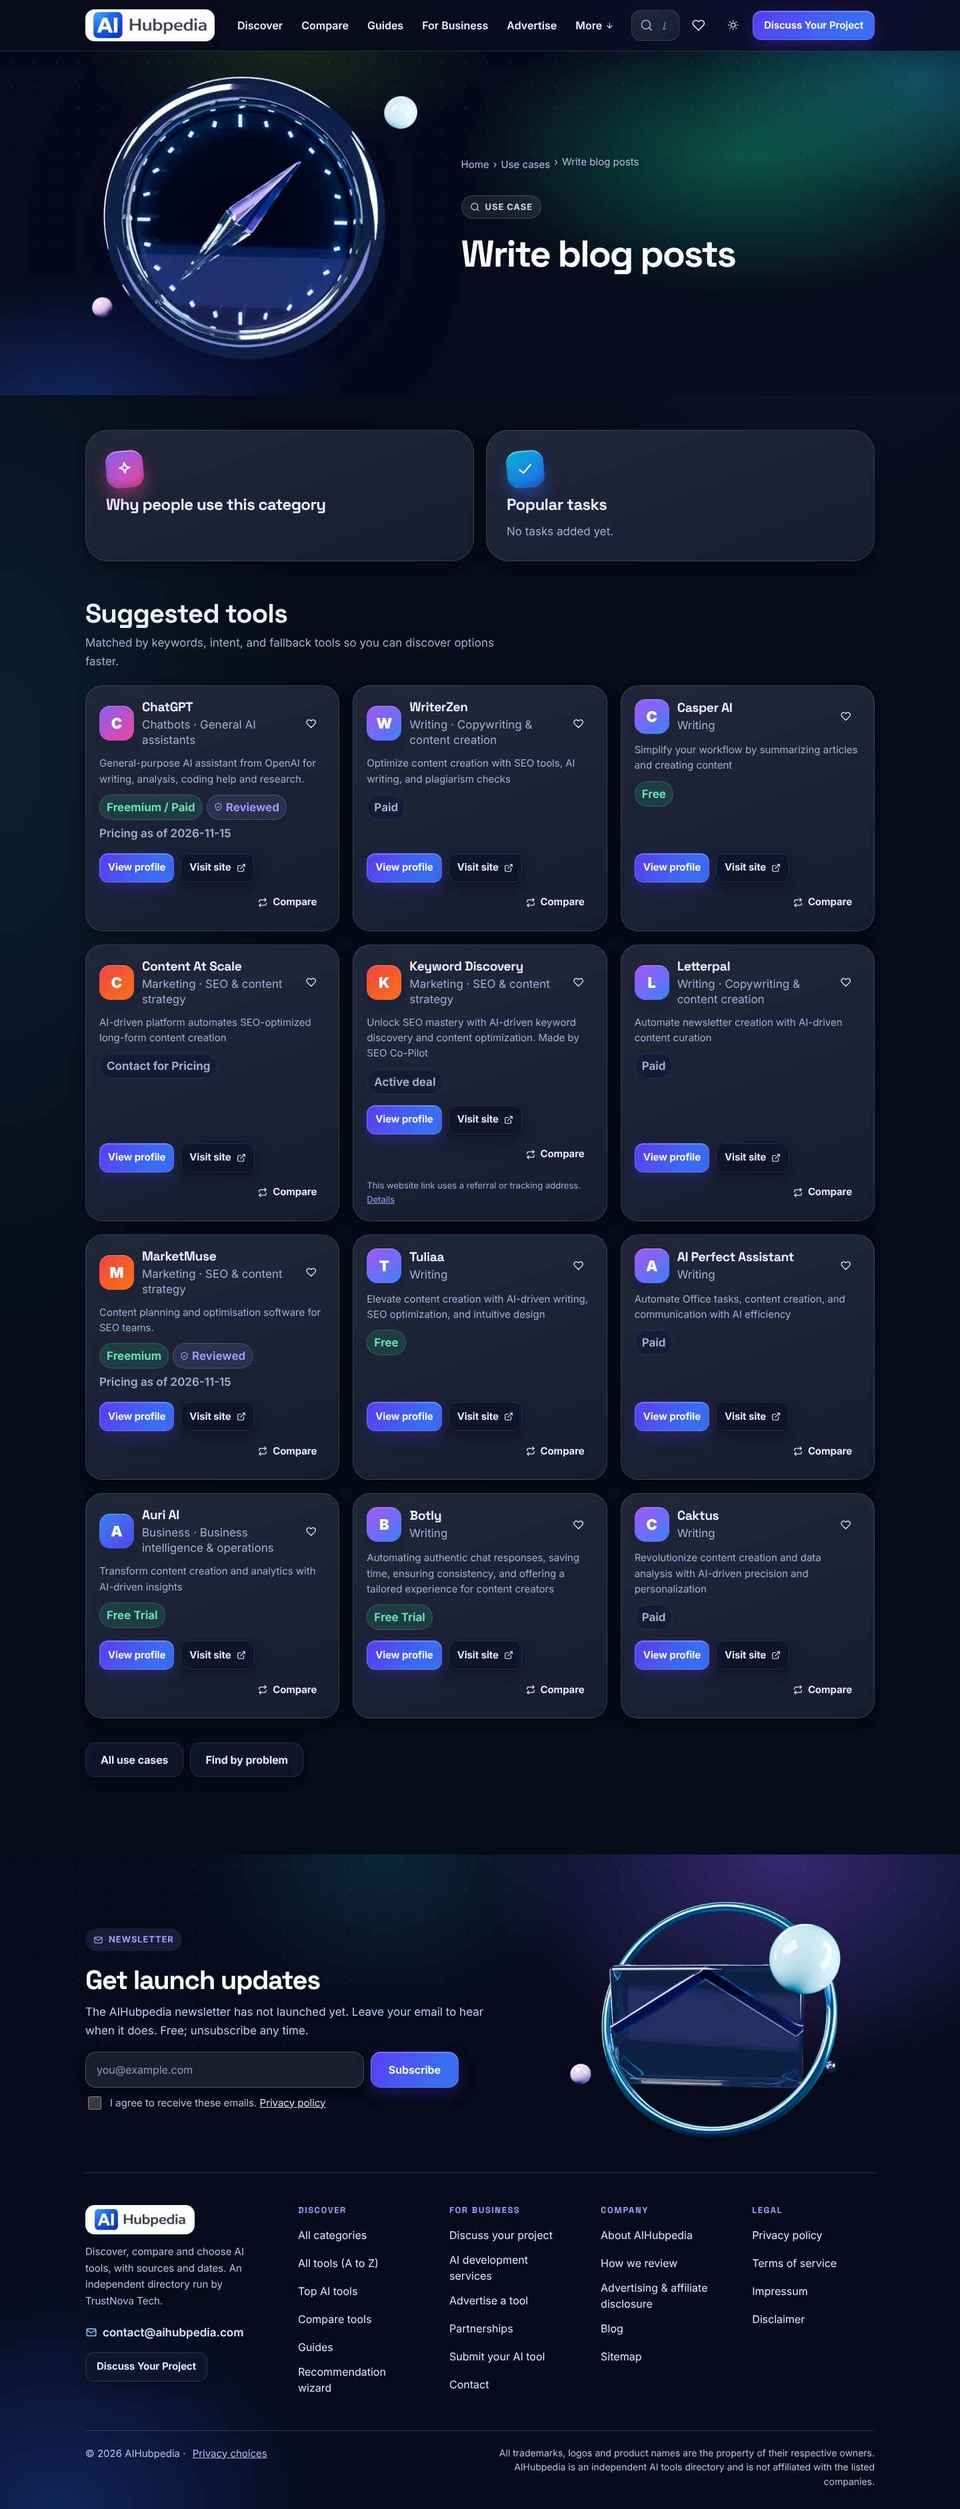 AI Hubpedia
Discover
Compare
Guides
For Business
Advertise
More ↓
/
Discuss Your Project
Home › Use cases › Write blog posts
USE CASE
Write blog posts
Why people use this category
Popular tasks
No tasks added yet.
Suggested tools
Matched by keywords, intent, and fallback tools so you can discover options
faster.
C
ChatGPT
Chatbots · General AI
assistants
General-purpose AI assistant from OpenAI for
writing, analysis, coding help and research.
Freemium / Paid
Reviewed
Pricing as of 2026-11-15
View profile
Visit site
Compare
W
WriterZen
Writing · Copywriting &
content creation
Optimize content creation with SEO tools, AI
writing, and plagiarism checks
Paid
View profile
Visit site
Compare
C
Casper AI
Writing
Simplify your workflow by summarizing articles
and creating content
Free
View profile
Visit site
Compare
C
Content At Scale
Marketing · SEO & content
strategy
AI-driven platform automates SEO-optimized
long-form content creation
Contact for Pricing
View profile
Visit site
Compare
K
Keyword Discovery
Marketing · SEO & content
strategy
Unlock SEO mastery with AI-driven keyword
discovery and content optimization. Made by
SEO Co-Pilot
Active deal
View profile
Visit site
Compare
This website link uses a referral or tracking address.
Details
L
Letterpal
Writing · Copywriting &
content creation
Automate newsletter creation with AI-driven
content curation
Paid
View profile
Visit site
Compare
M
MarketMuse
Marketing · SEO & content
strategy
Content planning and optimisation software for
SEO teams.
Freemium
Reviewed
Pricing as of 2026-11-15
View profile
Visit site
Compare
T
Tuliaa
Writing
Elevate content creation with AI-driven writing,
SEO optimization, and intuitive design
Free
View profile
Visit site
Compare
A
AI Perfect Assistant
Writing
Automate Office tasks, content creation, and
communication with AI efficiency
Paid
View profile
Visit site
Compare
A
Auri AI
Business · Business
intelligence & operations
Transform content creation and analytics with
AI-driven insights
Free Trial
View profile
Visit site
Compare
B
Botly
Writing
Automating authentic chat responses, saving
time, ensuring consistency, and offering a
tailored experience for content creators
Free Trial
View profile
Visit site
Compare
C
Caktus
Writing
Revolutionize content creation and data
analysis with AI-driven precision and
personalization
Paid
View profile
Visit site
Compare
All use cases
Find by problem
NEWSLETTER
Get launch updates
The AIHubpedia newsletter has not launched yet. Leave your email to hear
when it does. Free; unsubscribe any time.
you@example.com
Subscribe
I agree to receive these emails. Privacy policy
AI Hubpedia
Discover, compare and choose AI
tools, with sources and dates. An
independent directory run by
TrustNova Tech.
contact@aihubpedia.com
Discuss Your Project
DISCOVER
All categories
All tools (A to Z)
Top AI tools
Compare tools
Guides
Recommendation
wizard
FOR BUSINESS
Discuss your project
AI development
services
Advertise a tool
Partnerships
Submit your AI tool
Contact
COMPANY
About AIHubpedia
How we review
Advertising & affiliate
disclosure
Blog
Sitemap
LEGAL
Privacy policy
Terms of service
Impressum
Disclaimer
© 2026 AIHubpedia · Privacy choices
All trademarks, logos and product names are the property of their respective owners.
AIHubpedia is an independent AI tools directory and is not affiliated with the listed
companies.